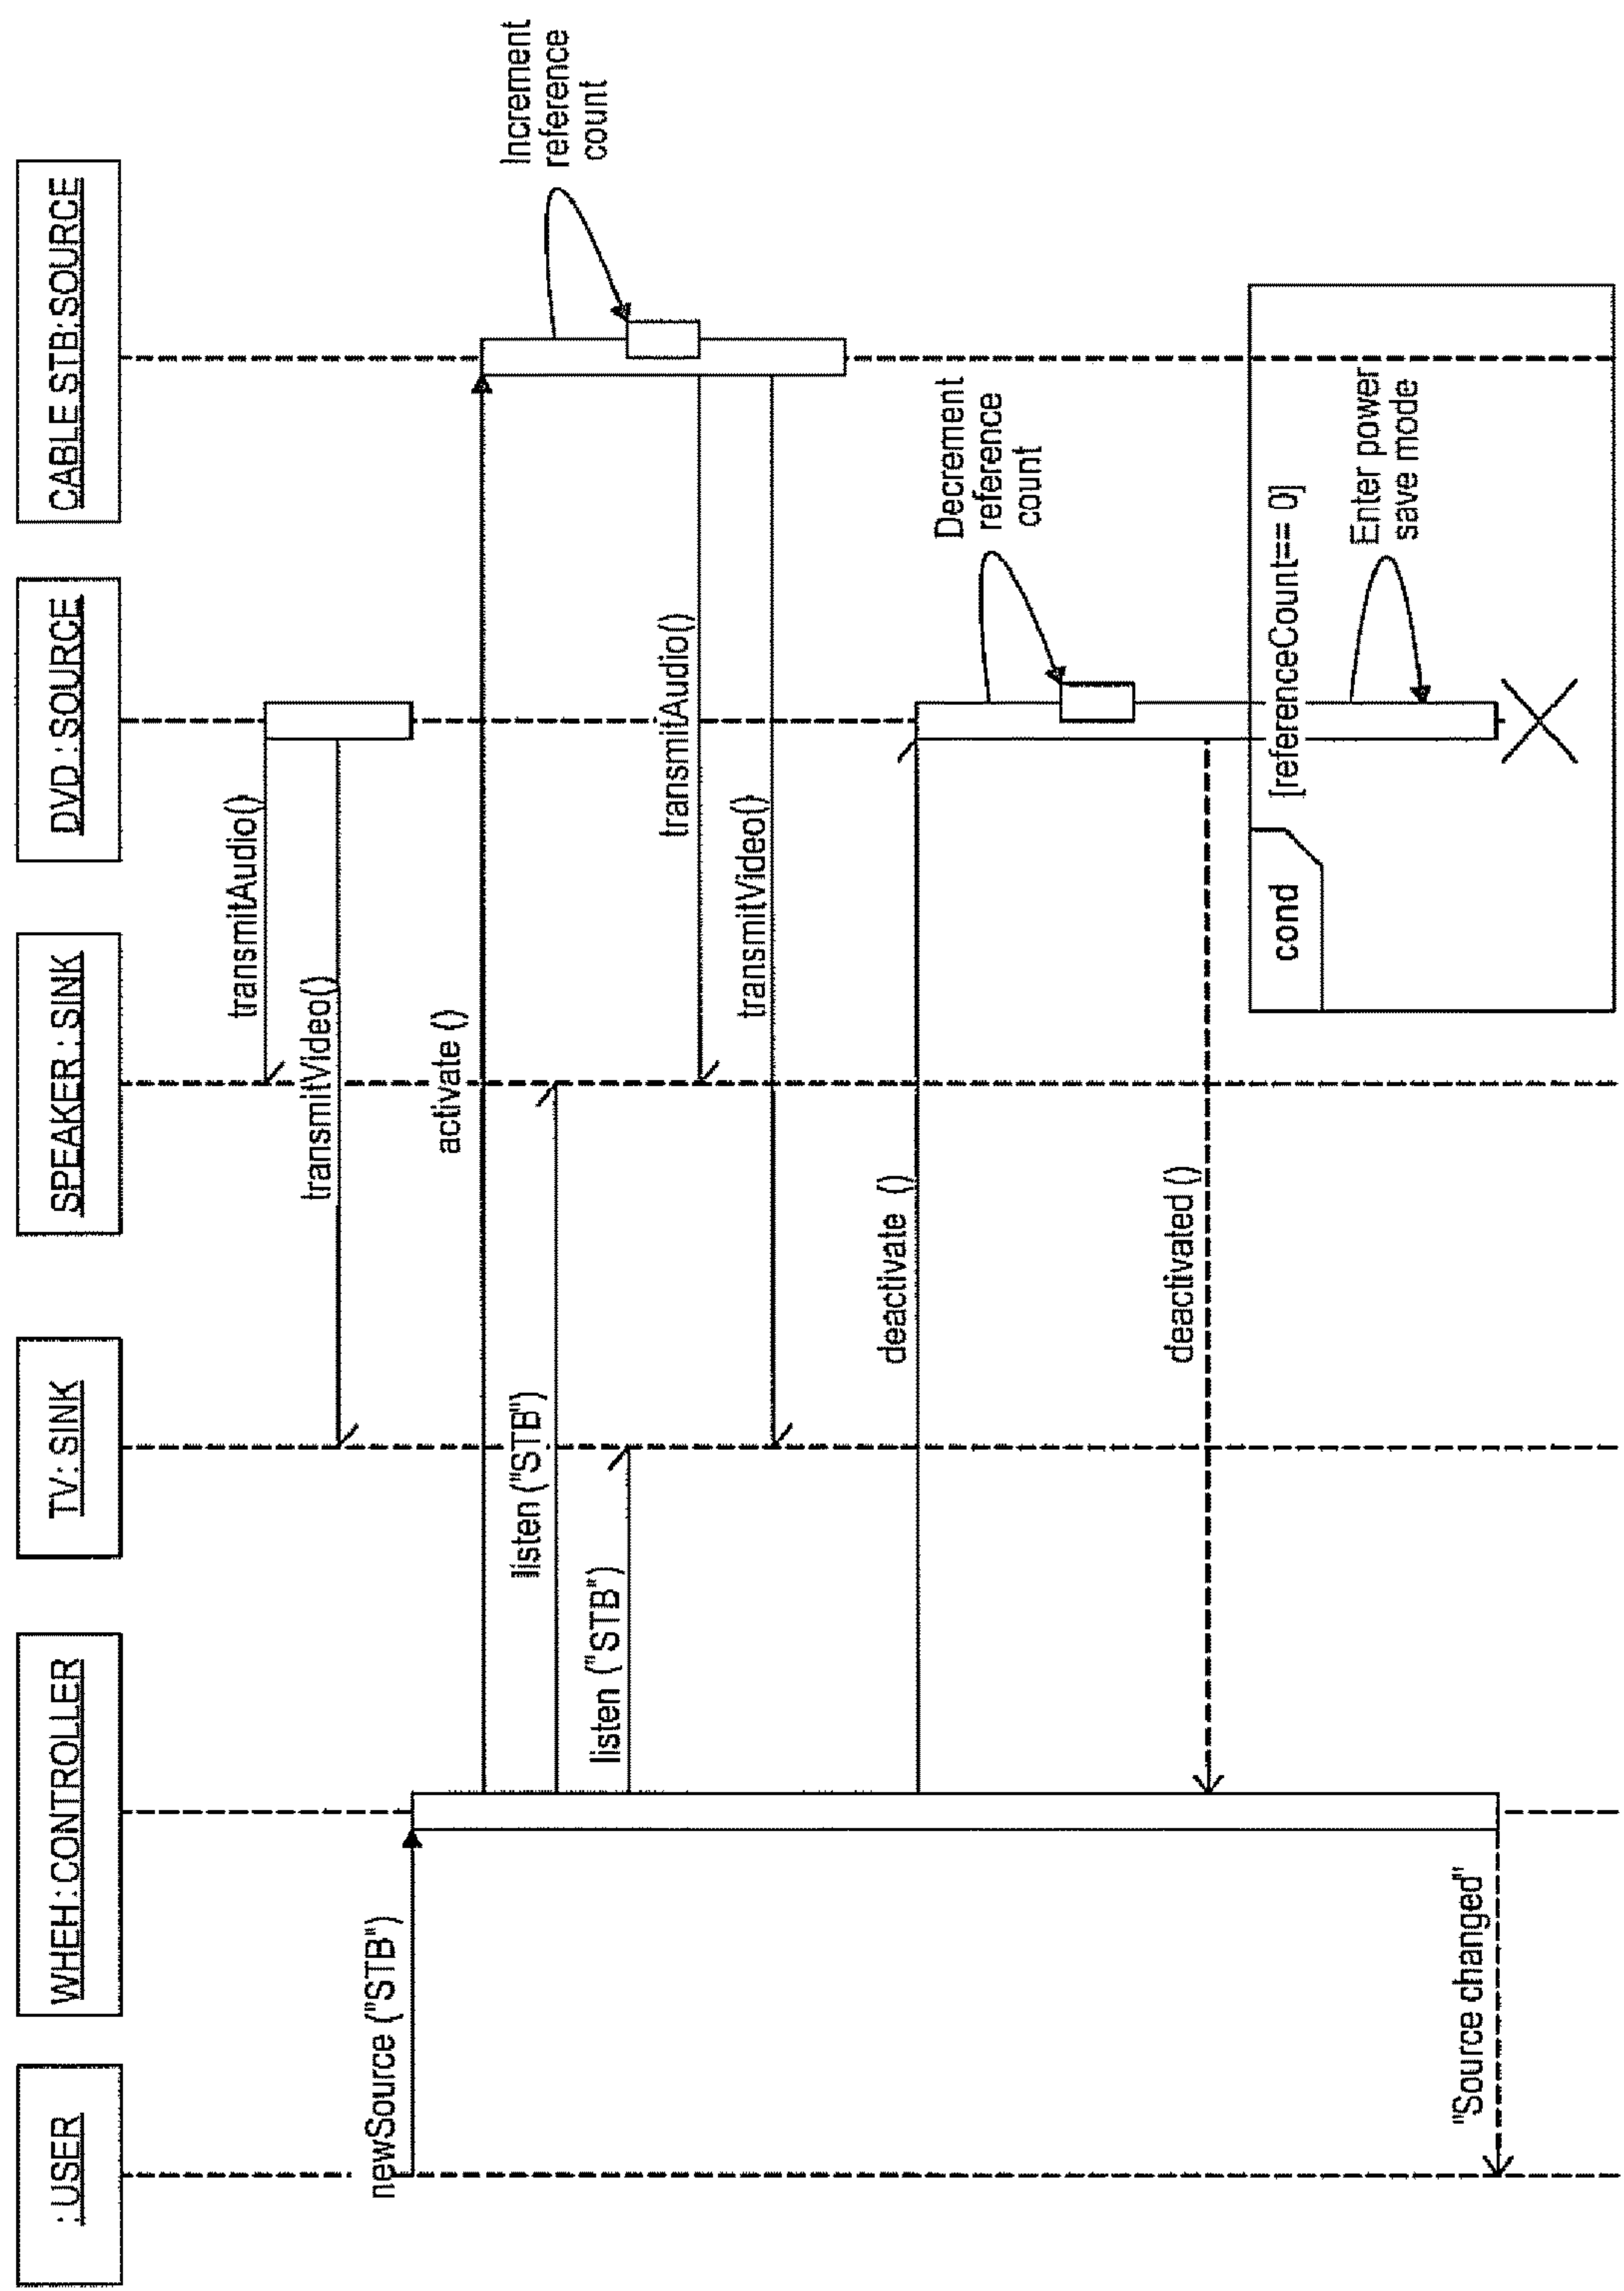 : USER
WHEH : CONTROLLER
TV : SINK
SPEAKER : SINK
DVD : SOURCE
CABLE STB: SOURCE
transmitAudio()
transmitVideo()
newSource ("STB")
activate ()
listen ("STB")
Increment
reference
count
listen ("STB")
transmitAudio()
transmitVideo()
deactivate ()
Decrement
reference
count
deactivated ()
cond
[referenceCount== 0]
Enter power
save mode
"Source changed"